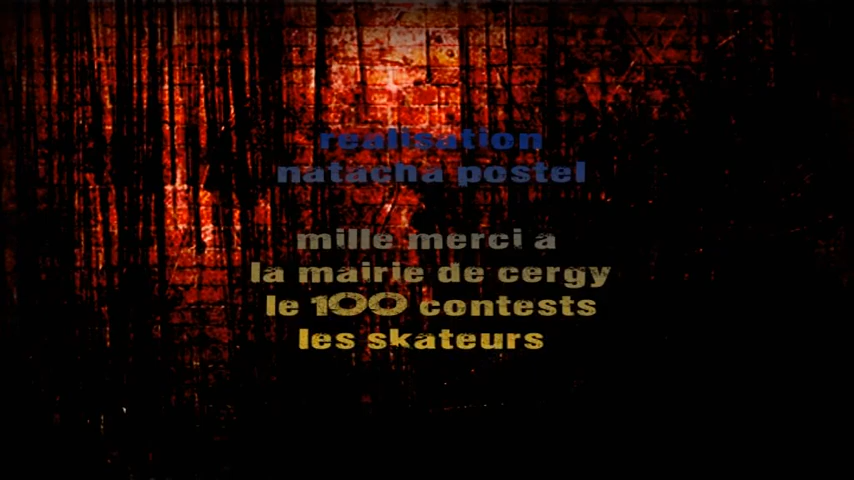 realisation
natacha postel
mille merci a
la mairie de cergy
le 100 contests
les skateurs